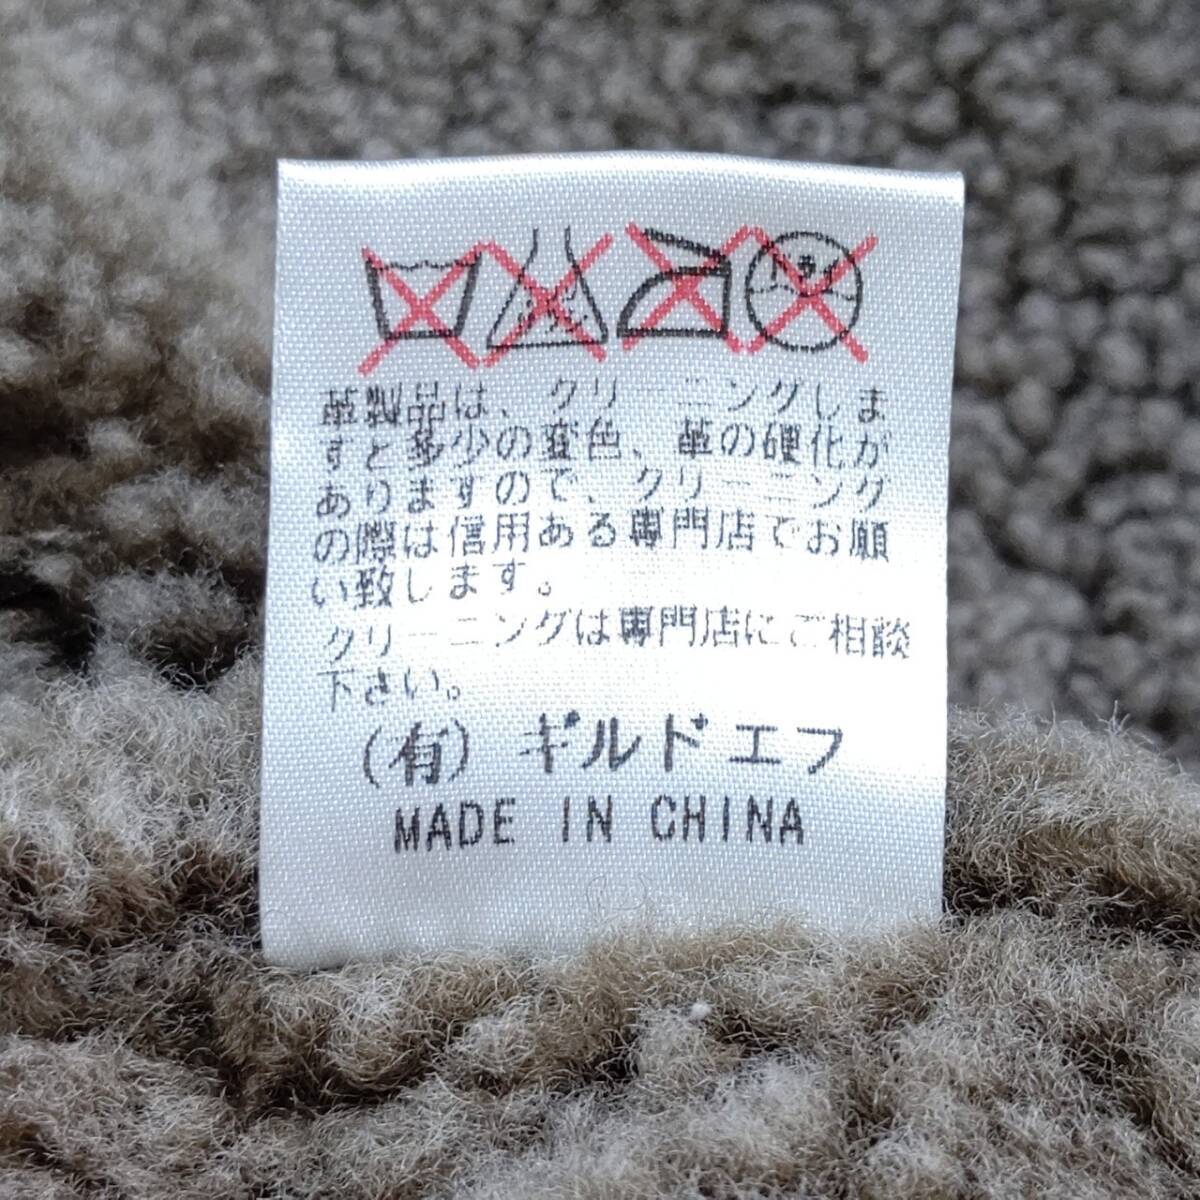 ドライ
革製品は、クリーニングしま
すと多少の変色、革の硬化が
ありますので、クリーニング
の際は信用ある専門店でお願
い致します。
クリーニングは専門店にご相談
下さい。
(有) ギルドエフ
MADE IN CHINA